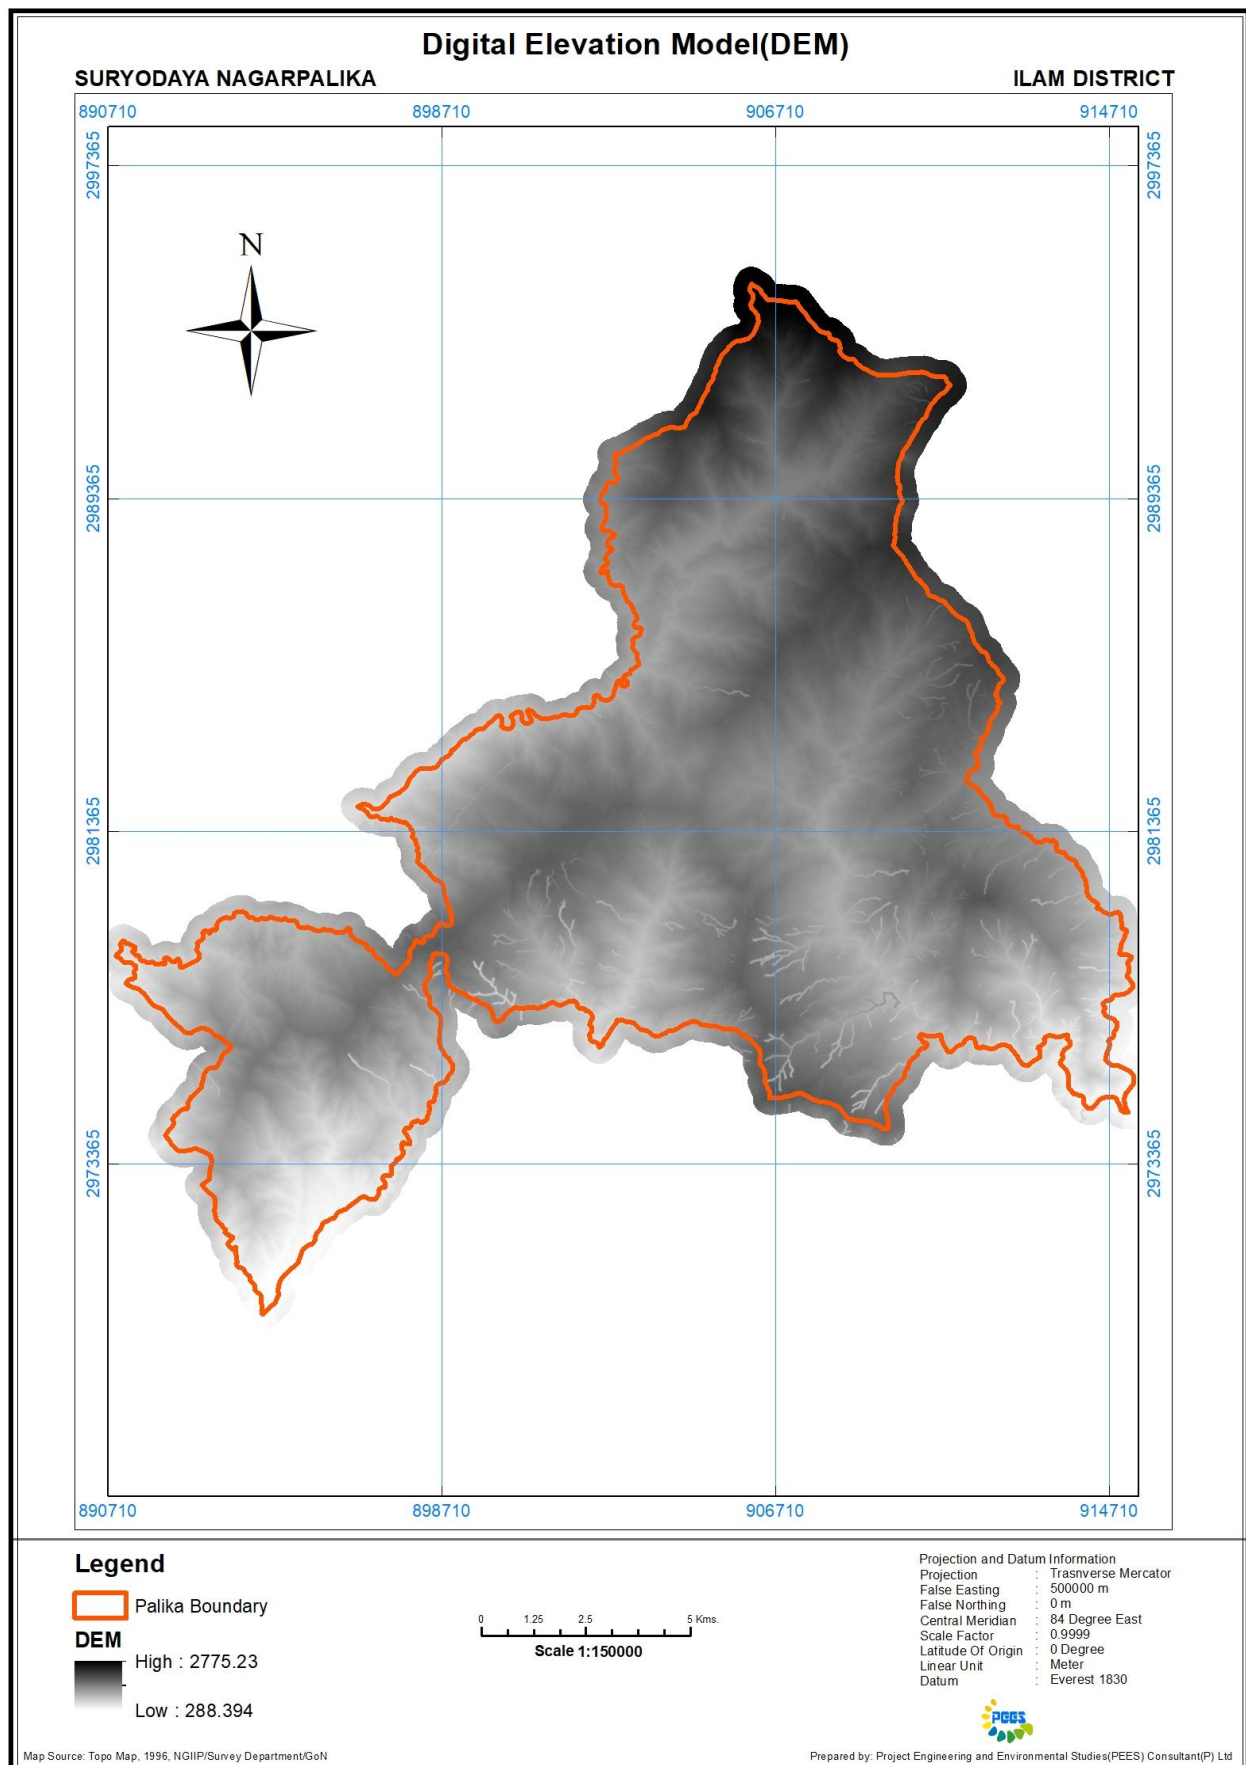 Digital Elevation Model(DEM)
SURYODAYA NAGARPALIKA
ILAM DISTRICT
890710
898710
906710
914710
2997365
2997365
N
2989365
2989365
2981365
2981365
2973365
2973365
890710
898710
906710
914710
Legend
Palika Boundary
DEM
High : 2775.23
Low : 288.394
0 1.25 2.5 5 Kms.
Scale 1:150000
Projection and Datum Information
Projection : Trasnverse Mercator
False Easting : 500000 m
False Northing : 0 m
Central Meridian : 84 Degree East
Scale Factor : 0.9999
Latitude Of Origin : 0 Degree
Linear Unit : Meter
Datum : Everest 1830
PEES
Map Source: Topo Map, 1996, NGIIP/Survey Department/GoN
Prepared by: Project Engineering and Environmental Studies(PEES) Consultant(P) Ltd